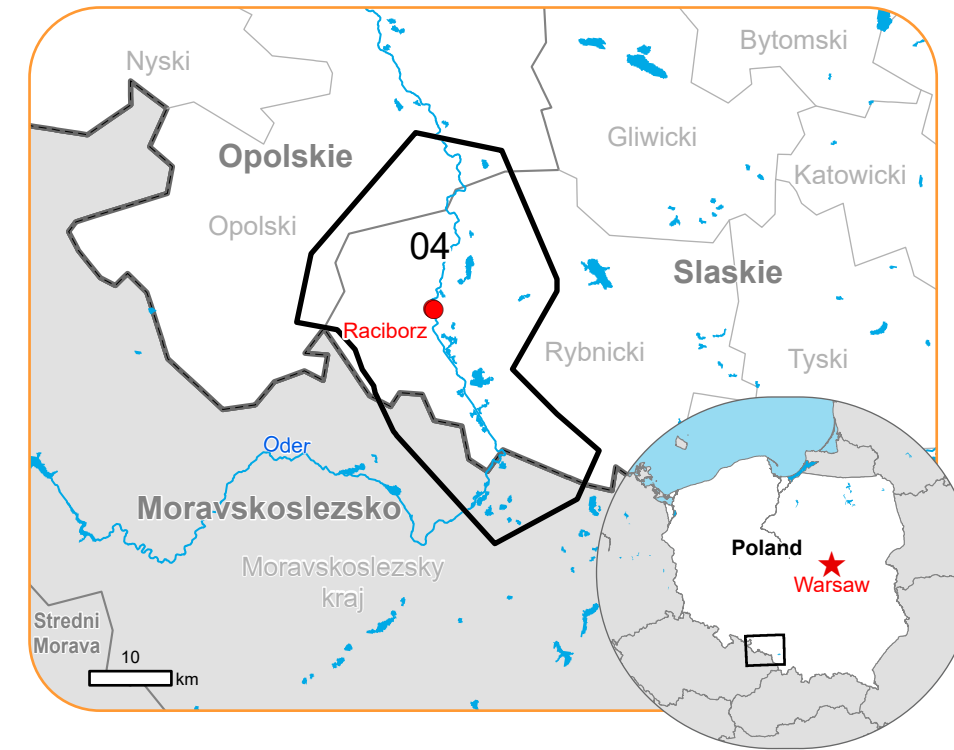 Nyski
Bytomski
Gliwicki
Opolskie
Katowicki
Opolski
04
Slaskie
Raciborz
Rybnicki
Tyski
Oder
Moravskoslezsko
Poland
Moravskoslezsky
kraj
Warsaw
Stredni
Morava
10
km